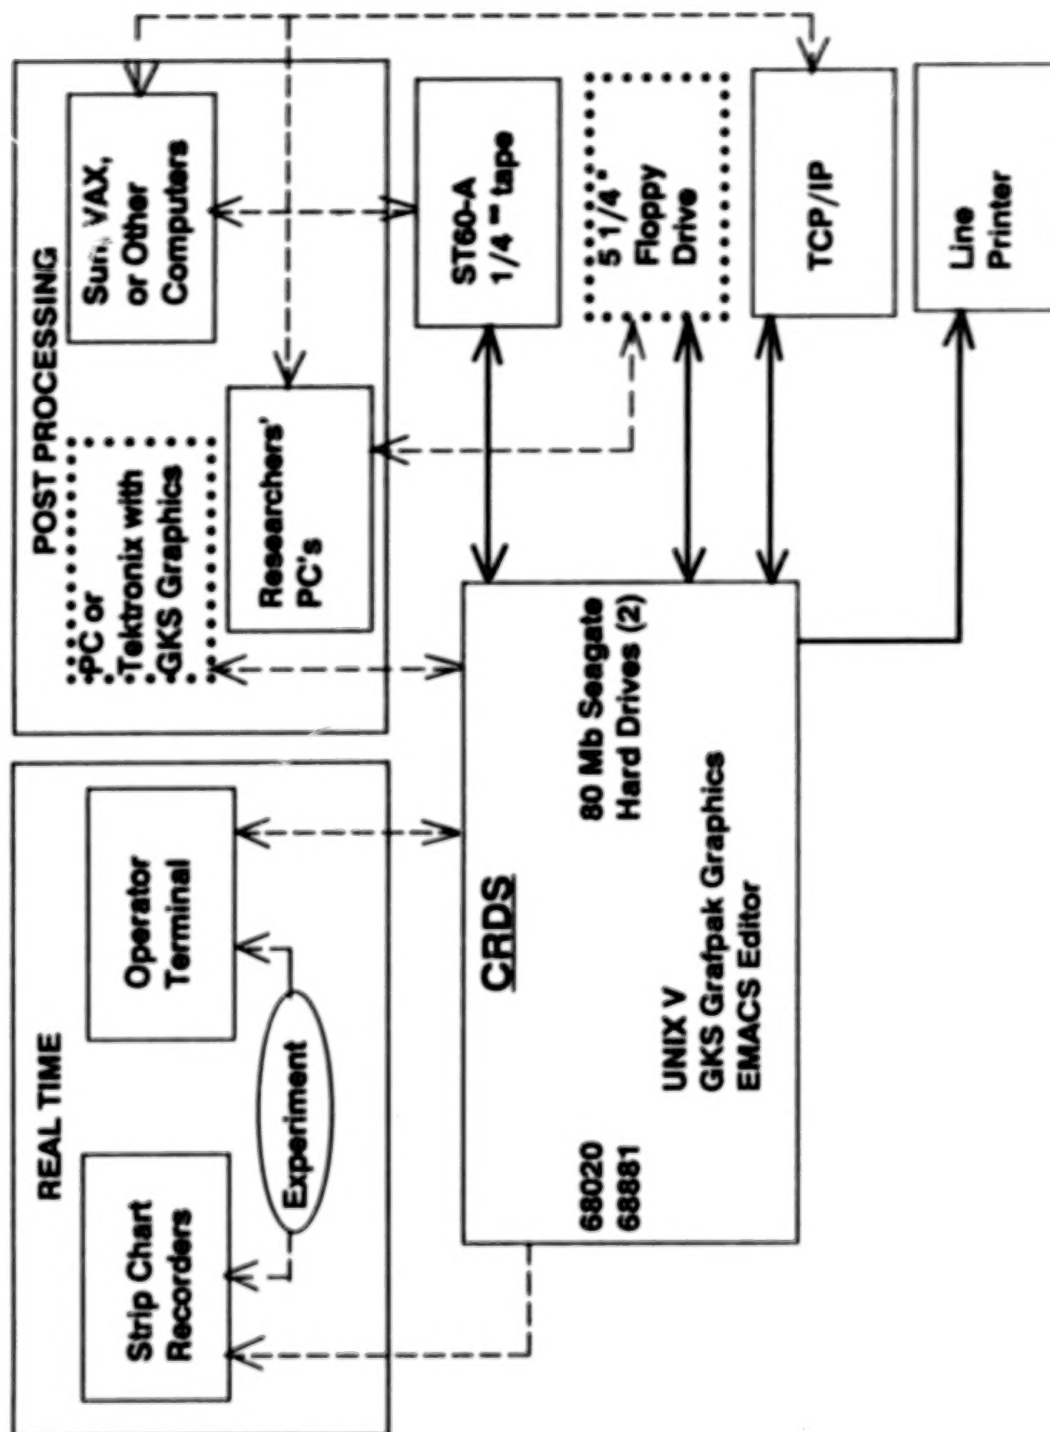 REAL TIME
Strip Chart
Recorders
Operator
Terminal
Experiment
POST PROCESSING
PC or
Tektronix with
GKS Graphics
Sun, VAX,
or Other
Computers
Researchers'
PC's
CRDS
68020
68881
80 Mb Seagate
Hard Drives (2)
UNIX V
GKS Grafpak Graphics
EMACS Editor
ST60-A
1/4 "" tape
5 1/4"
Floppy
Drive
TCP/IP
Line
Printer